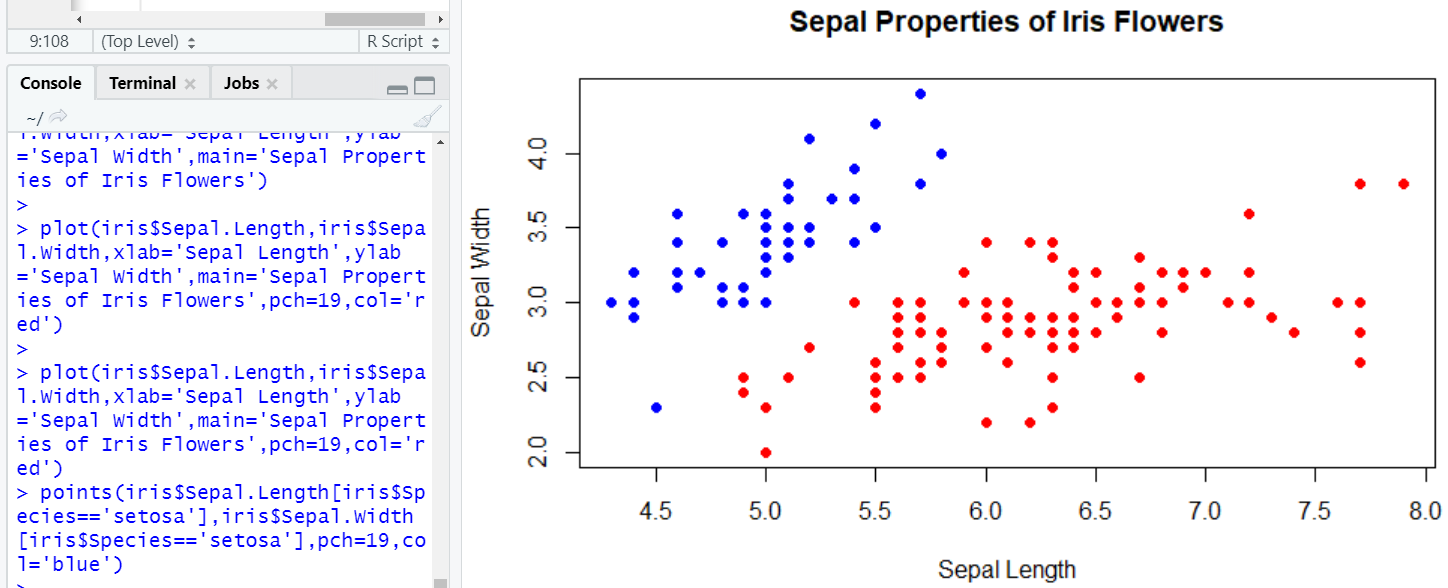 9:108 (Top Level) R Script
Console Terminal Jobs
~/
l.Width,xlab='Sepal Length',ylab
='Sepal Width',main='Sepal Propert
ies of Iris Flowers')
>
> plot(iris$Sepal.Length,iris$Sepa
l.Width,xlab='Sepal Length',ylab
='Sepal Width',main='Sepal Propert
ies of Iris Flowers',pch=19,col='r
ed')
>
> plot(iris$Sepal.Length,iris$Sepa
l.Width,xlab='Sepal Length',ylab
='Sepal Width',main='Sepal Propert
ies of Iris Flowers',pch=19,col='r
ed')
> points(iris$Sepal.Length[iris$Sp
ecies=='setosa'],iris$Sepal.Width
[iris$Species=='setosa'],pch=19,co
l='blue')
>
Sepal Properties of Iris Flowers
Sepal Width
4.0
3.5
3.0
2.5
2.0
4.5 5.0 5.5 6.0 6.5 7.0 7.5 8.0
Sepal Length